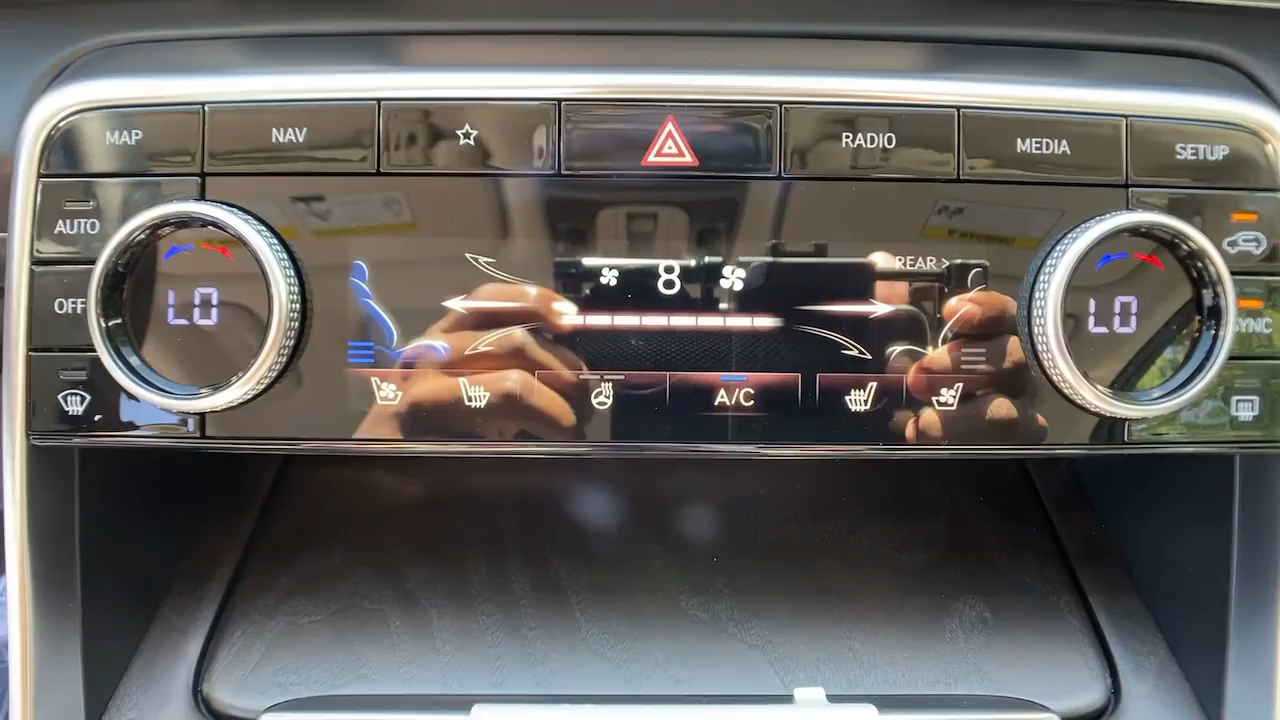 MAP
NAV
RADIO
MEDIA
SETUP
AUTO
OFF
LO
8
REAR >
LO
SYNC
A/C